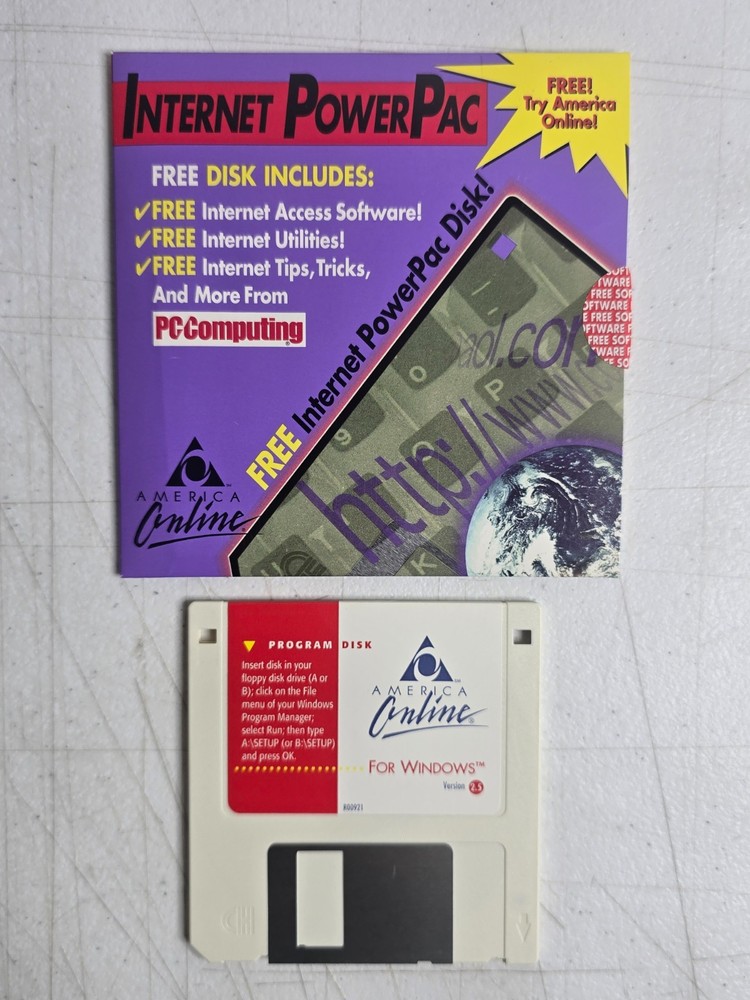 INTERNET POWERPAC
FREE!
Try America
Online!
FREE DISK INCLUDES:
✓FREE Internet Access Software!
✓FREE Internet Utilities!
✓FREE Internet Tips, Tricks,
And More From
PC/Computing
FREE Internet PowerPac Disk!
aol.com
http://www.
AMERICA
Online
PROGRAM DISK
Insert disk in your
floppy disk drive (A or
B); click on the File
menu of your Windows
Program Manager;
select Run; then type
A:\SETUP (or B:\SETUP)
and press OK.
AMERICA
Online
FOR WINDOWS™
Version 2.5
R00921